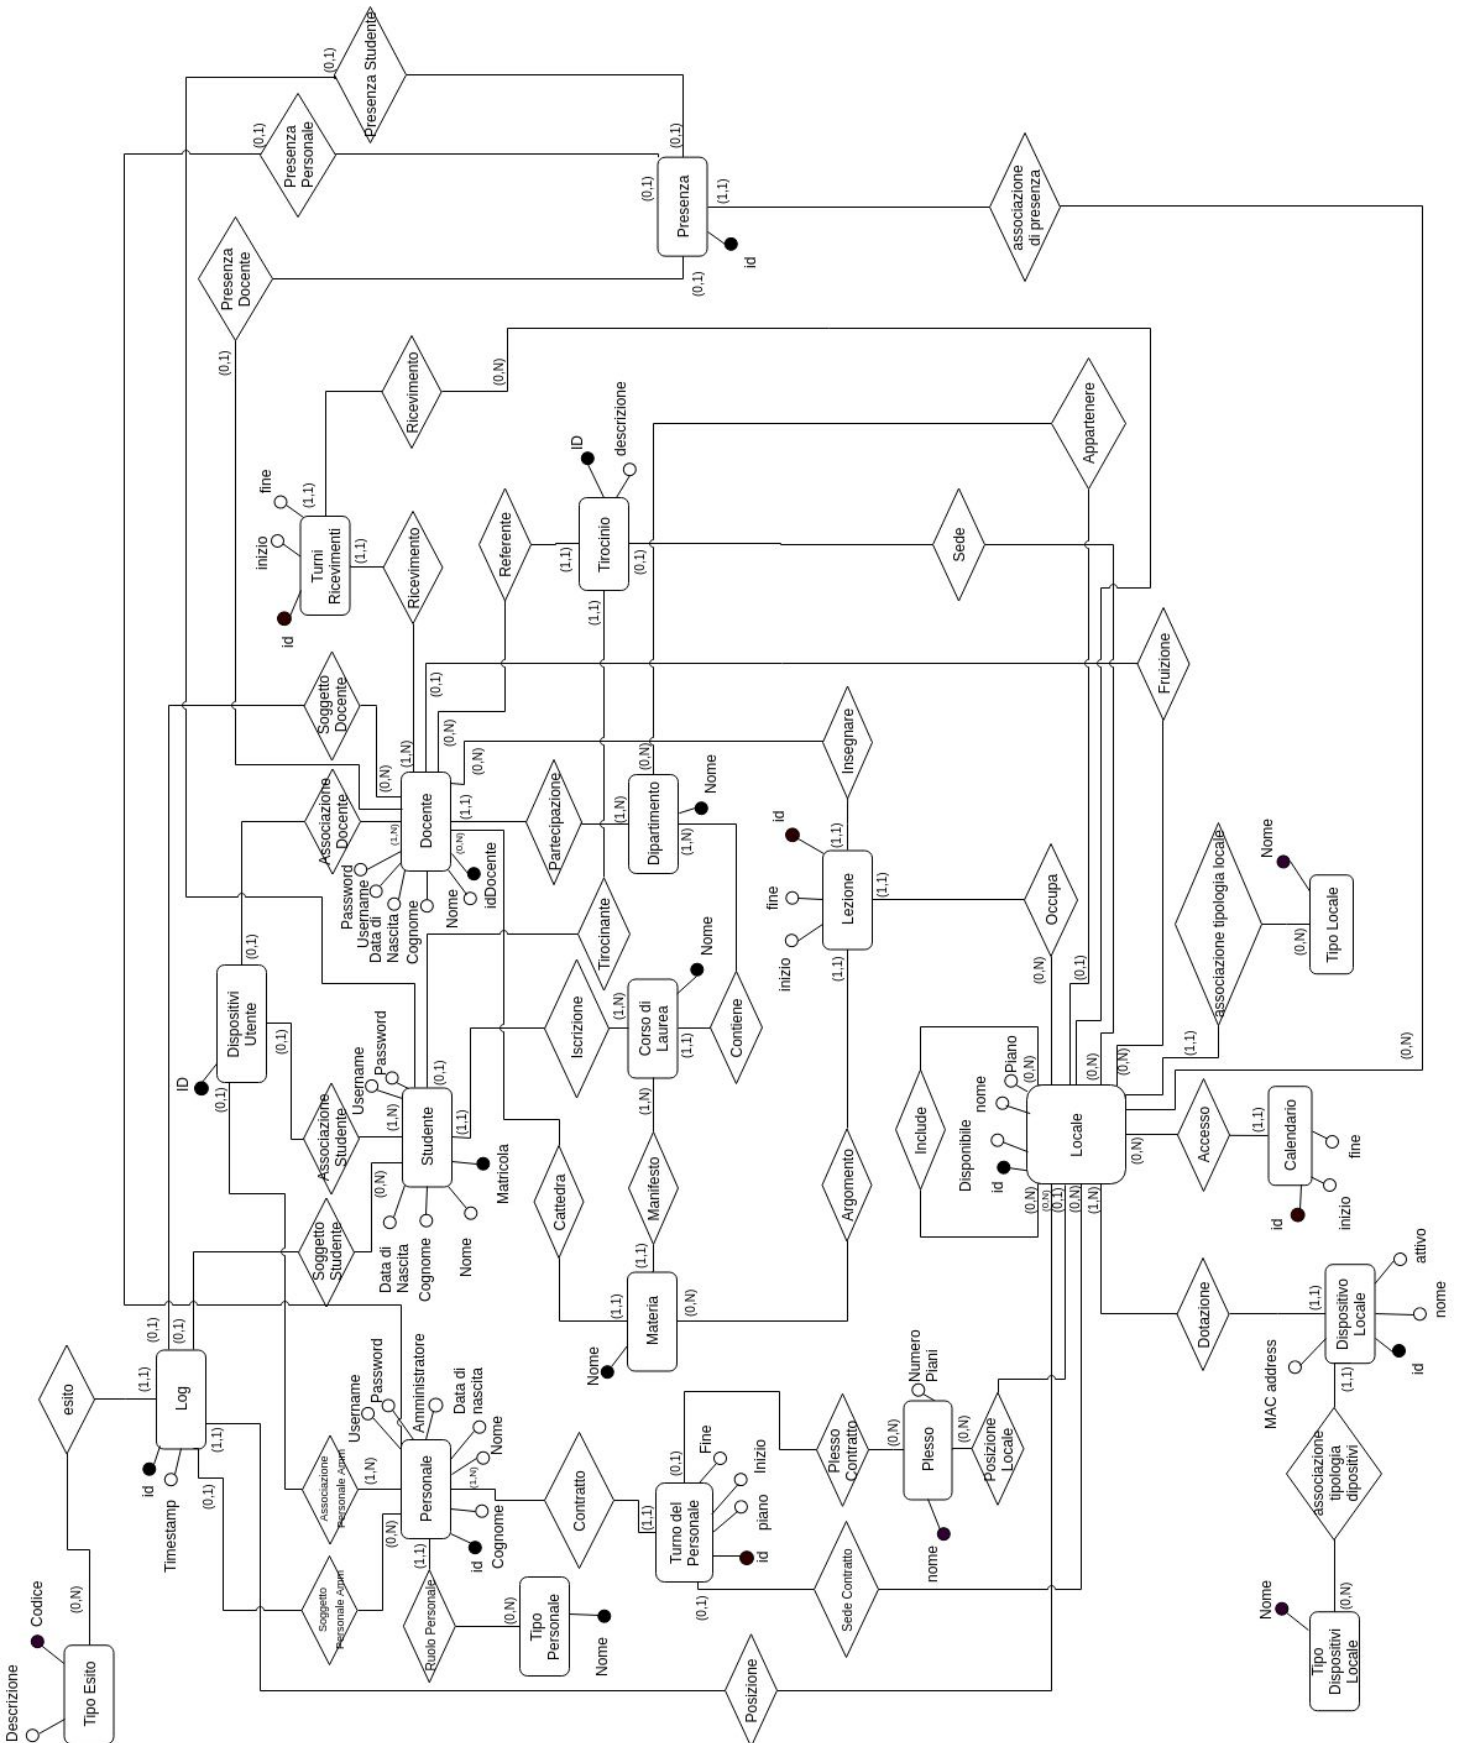 Presenza Studente
(0,1)
(0,1)
Presenza
Personale
(0,1)
(0,1)
Presenza
Docente
(0,1)
(0,1)
Presenza
(1,1)
id
associazione
di presenza
(0,N)
Ricevimento
(0,N)
fine
inizio
id
Turni
Ricevimenti
(1,1)
(1,1)
Ricevimento
Referente
ID
descrizione
Tirocinio
(1,1)
(0,1)
(1,1)
Sede
Appartenere
Fruizione
Soggetto
Docente
(0,N)
(1,N)
(0,1)
(0,N)
(0,N)
Associazione
Docente
(1,N)
Docente
(1,1)
(0,N)
Password
Username
Data di
Nascita
Cognome
Nome
idDocente
Partecipazione
(1,N)
Dipartimento
(0,N)
(1,N)
Nome
Insegnare
id
fine
inizio
Lezione
(1,1)
(1,1)
(1,1)
Occupa
(0,N)
(0,1)
associazione tipologia locale
Nome
Tipo Locale
(0,N)
(1,1)
Tirocinante
Dispositivi
Utente
(0,1)
(0,1)
(0,1)
ID
Associazione
Studente
Username
Password
(1,N)
(0,1)
(1,1)
(0,N)
Studente
Matricola
Data di
Nascita
Cognome
Nome
Iscrizione
(1,N)
Corso di
Laurea
Nome
(1,1)
(1,N)
Contiene
Soggetto
Studente
Cattedra
Manifesto
(1,1)
Materia
(1,1)
(0,N)
Nome
Argomento
Include
Disponibile
nome
Piano
id
Locale
(0,N)
(0,N)
(0,N)
(0,N)
(0,N)
(0,N)
(0,1)
(0,N)
(1,N)
Accesso
(1,1)
Calendario
id
inizio
fine
Dotazione
(1,1)
Dispositivo
Locale
MAC address
attivo
nome
id
(1,1)
associazione
tipologia
dipositivi
(0,N)
Tipo
Dispositivi
Locale
Nome
esito
(1,1)
(0,1)
(0,1)
Log
(1,1)
(0,1)
id
Timestamp
Codice
Descrizione
(0,N)
Tipo Esito
Associazione
Personale Amm
(1,N)
Soggetto
Personale Amm
(0,N)
Username
Password
Amministratore
Data di
nascita
Nome
(1,N)
Cognome
id
Personale
(1,1)
Ruolo Personale
(0,N)
Tipo
Personale
Nome
Contratto
(1,1)
Turno del
Personale
(0,1)
Fine
Inizio
piano
id
(0,1)
Plesso
Contratto
(0,N)
Plesso
Numero
Piani
nome
(0,N)
Posizione
Locale
Sede Contratto
Posizione